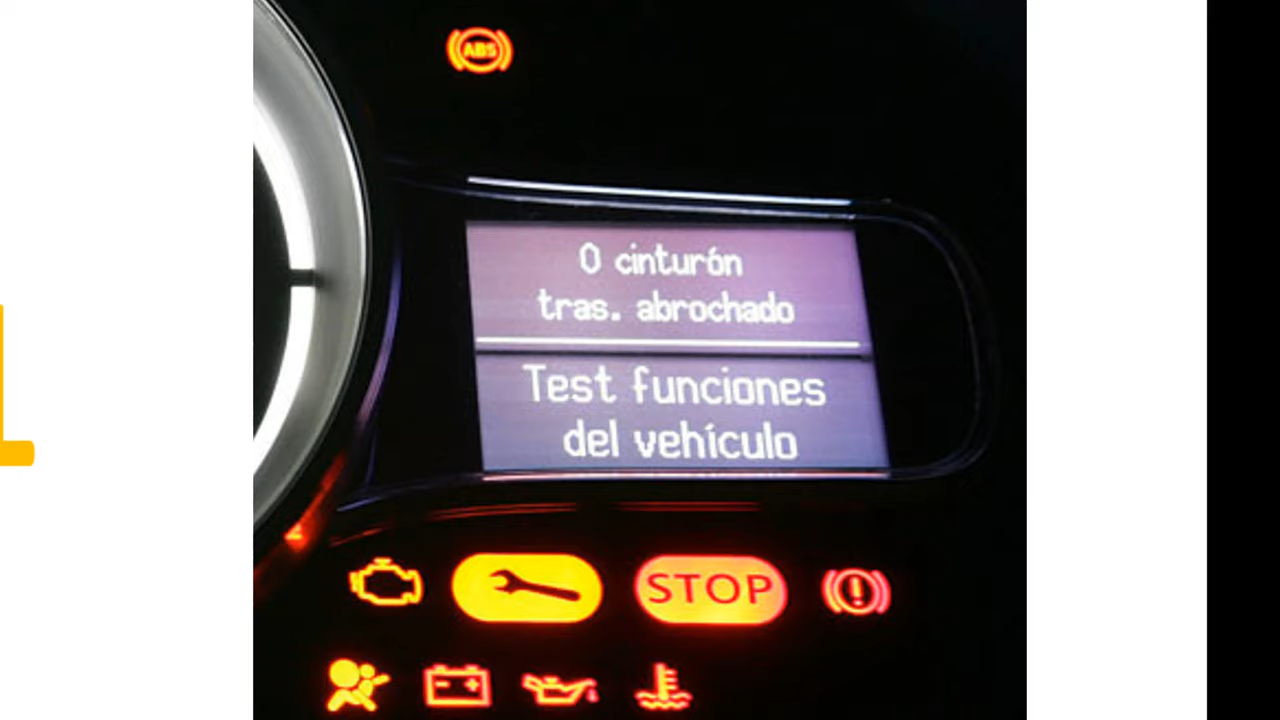 ABS
0 cinturón
tras. abrochado
Test funciones
del vehículo
STOP